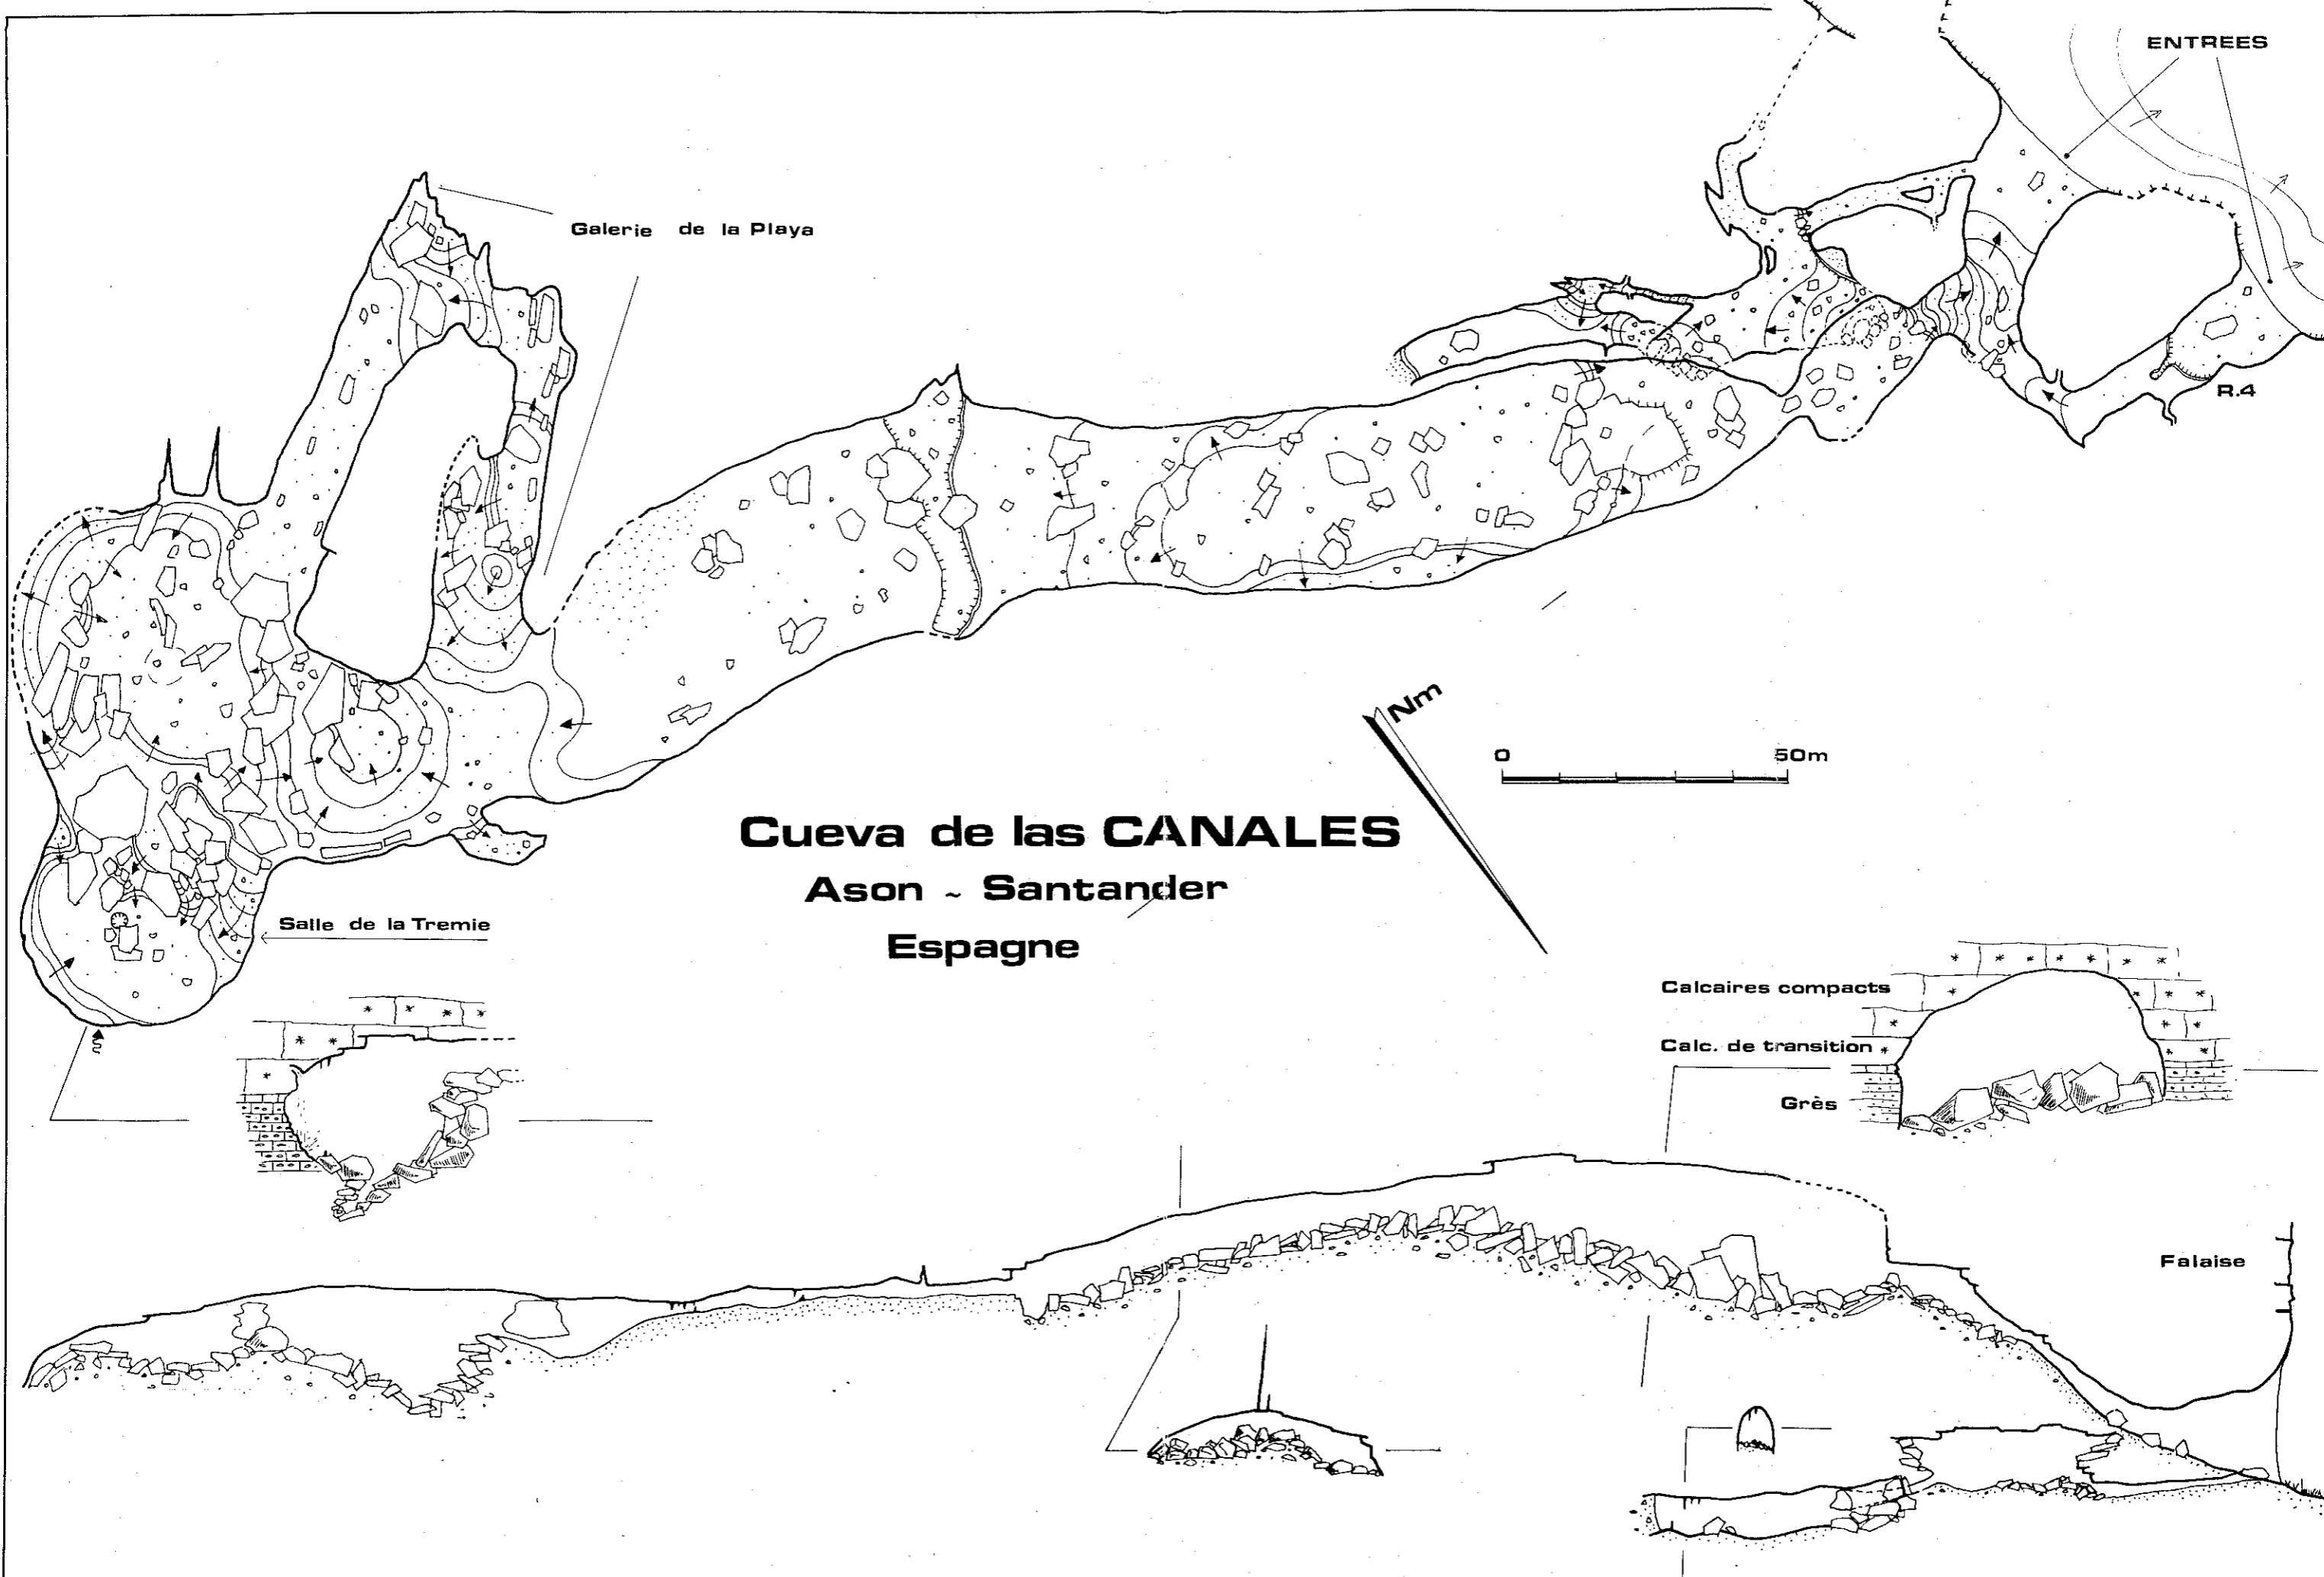 ENTREES
Galerie de la Playa
R.4
Nm
0 50m
Cueva de las CANALES
Ason ~ Santander
Espagne
Salle de la Tremie
Calcaires compacts
Calc. de transition
Grès
Falaise